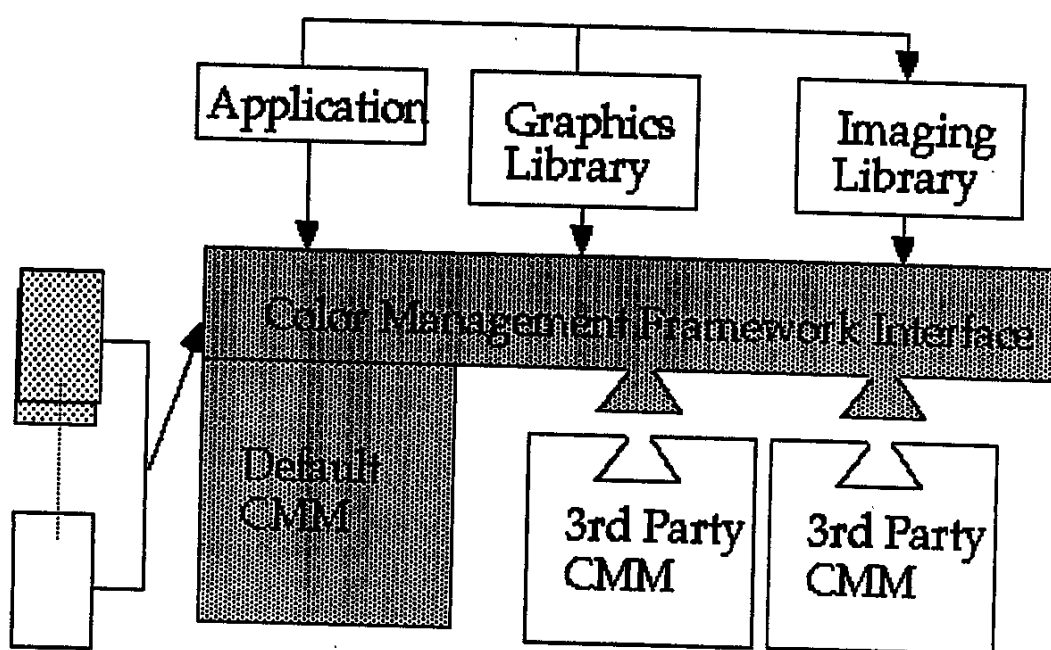 Application
Graphics
Library
Imaging
Library
Color Management Framework Interface
Default
CMM
3rd Party
CMM
3rd Party
CMM